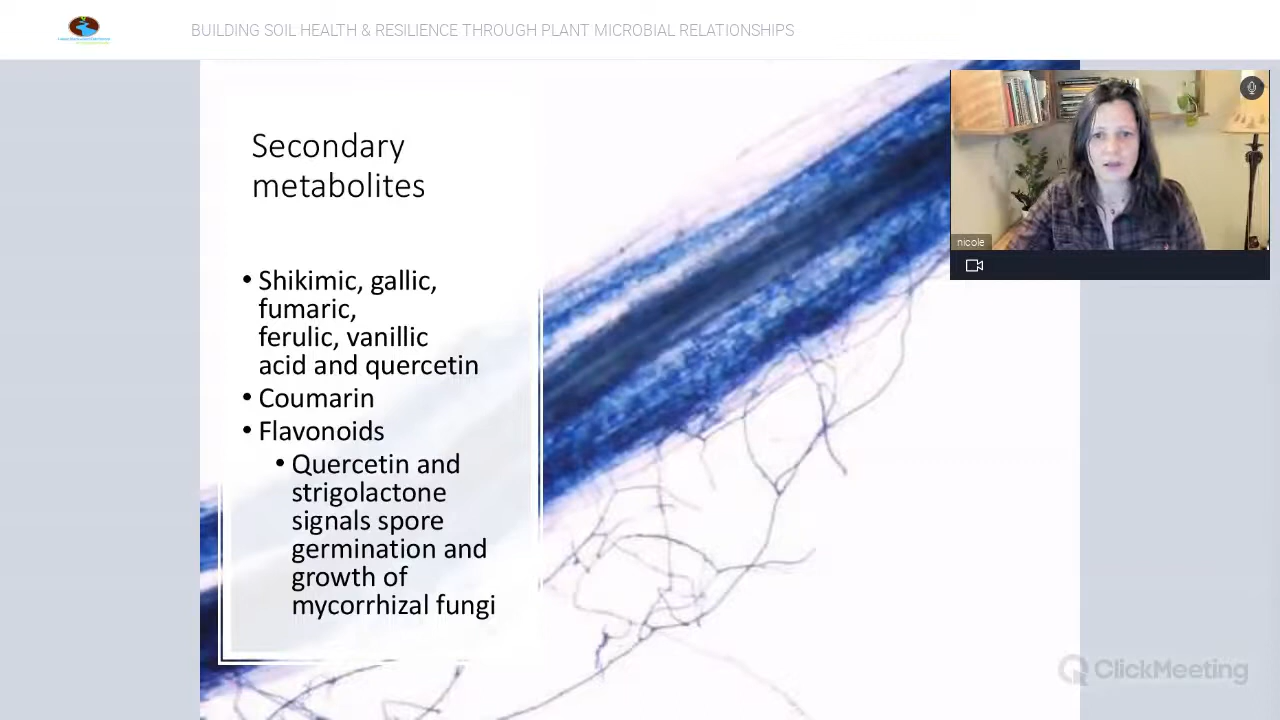 BUILDING SOIL HEALTH & RESILIENCE THROUGH PLANT MICROBIAL RELATIONSHIPS
Secondary
metabolites
• Shikimic, gallic,
fumaric,
ferulic, vanillic
acid and quercetin
• Coumarin
• Flavonoids
• Quercetin and
strigolactone
signals spore
germination and
growth of
mycorrhizal fungi
nicole
ClickMeeting